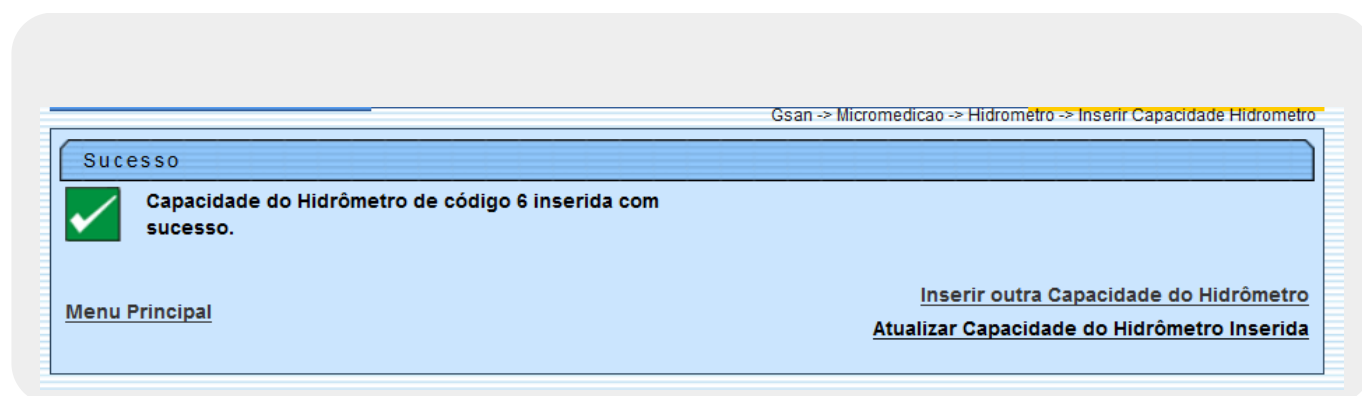 Gsan -> Micromedicao -> Hidrometro -> Inserir Capacidade Hidrometro
Sucesso
Capacidade do Hidrômetro de código 6 inserida com
sucesso.
Inserir outra Capacidade do Hidrômetro
Menu Principal
Atualizar Capacidade do Hidrômetro Inserida